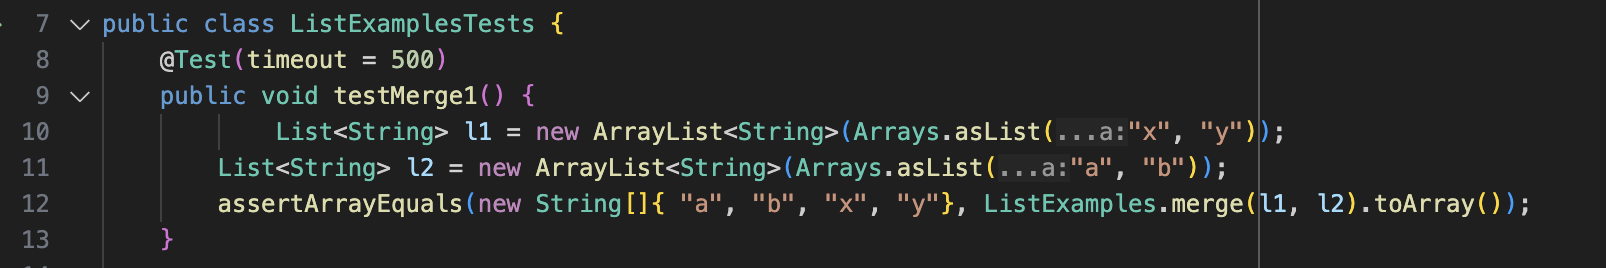 7 public class ListExamplesTests {
8 @Test(timeout = 500)
9 public void testMerge1() {
10 List<String> l1 = new ArrayList<String>(Arrays.asList(...a:"x", "y"));
11 List<String> l2 = new ArrayList<String>(Arrays.asList(...a:"a", "b"));
12 assertArrayEquals(new String[]{ "a", "b", "x", "y"}, ListExamples.merge(l1, l2).toArray());
13 }